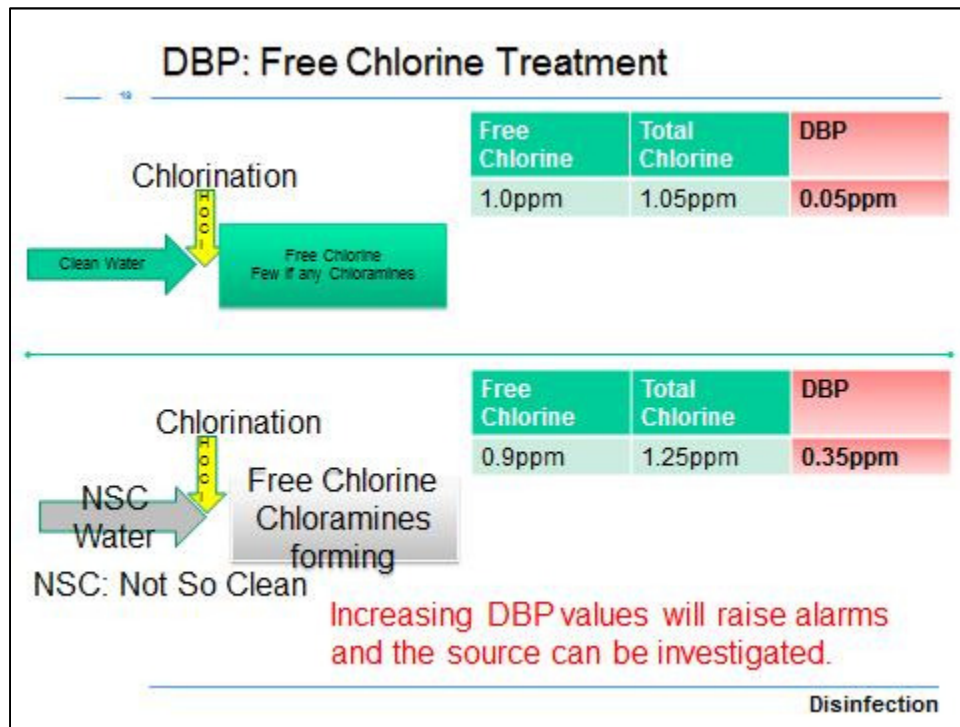 DBP: Free Chlorine Treatment
19
Free Chlorine
Total Chlorine
DBP
1.0ppm
1.05ppm
0.05ppm
Chlorination
HOCl
Clean Water
Free Chlorine
Few if any Chloramines
Free Chlorine
Total Chlorine
DBP
0.9ppm
1.25ppm
0.35ppm
Chlorination
HOCl
NSC
Water
Free Chlorine
Chloramines
forming
NSC: Not So Clean
Increasing DBP values will raise alarms
and the source can be investigated.
Disinfection